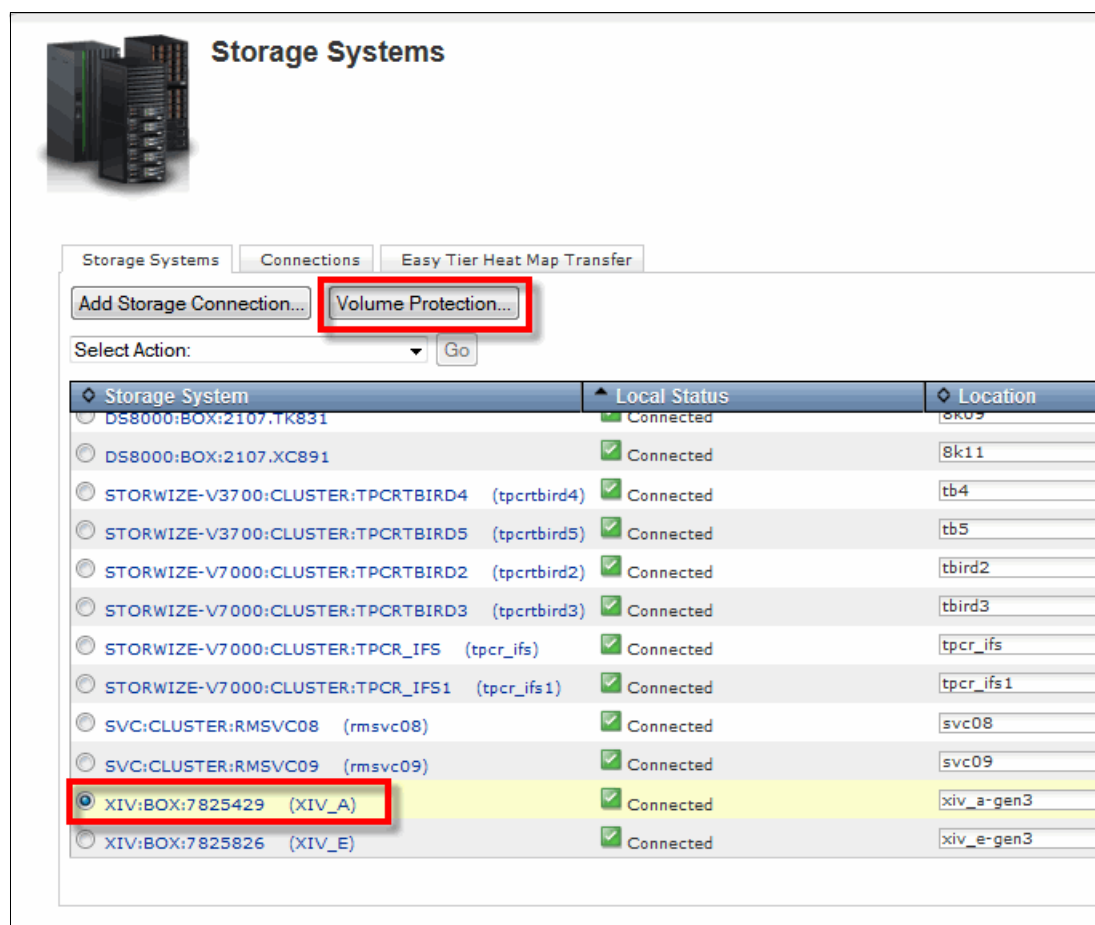 Storage Systems
Storage Systems Connections Easy Tier Heat Map Transfer
Add Storage Connection... Volume Protection...
Select Action: Go
Storage System Local Status Location
DS8000:BOX:2107.TK831 Connected 8k09
DS8000:BOX:2107.XC891 Connected 8k11
STORWIZE-V3700:CLUSTER:TPCRTBIRD4 (tpcrtbird4) Connected tb4
STORWIZE-V3700:CLUSTER:TPCRTBIRD5 (tpcrtbird5) Connected tb5
STORWIZE-V7000:CLUSTER:TPCRTBIRD2 (tpcrtbird2) Connected tbird2
STORWIZE-V7000:CLUSTER:TPCRTBIRD3 (tpcrtbird3) Connected tbird3
STORWIZE-V7000:CLUSTER:TPCR_IFS (tpcr_ifs) Connected tpcr_ifs
STORWIZE-V7000:CLUSTER:TPCR_IFS1 (tpcr_ifs1) Connected tpcr_ifs1
SVC:CLUSTER:RMSVC08 (rmsvc08) Connected svc08
SVC:CLUSTER:RMSVC09 (rmsvc09) Connected svc09
XIV:BOX:7825429 (XIV_A) Connected xiv_a-gen3
XIV:BOX:7825826 (XIV_E) Connected xiv_e-gen3